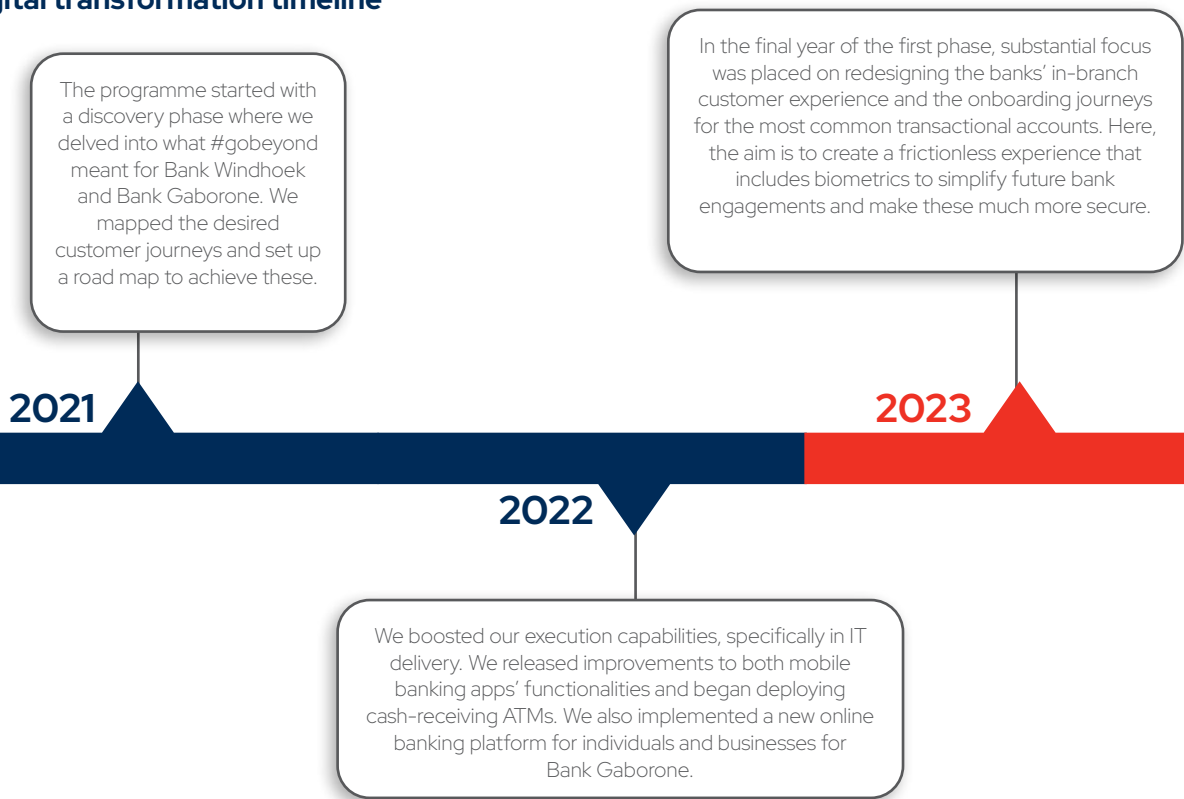 gital transformation timeline
The programme started with
a discovery phase where we
delved into what #gobeyond
meant for Bank Windhoek
and Bank Gaborone. We
mapped the desired
customer journeys and set up
a road map to achieve these.
In the final year of the first phase, substantial focus
was placed on redesigning the banks’ in-branch
customer experience and the onboarding journeys
for the most common transactional accounts. Here,
the aim is to create a frictionless experience that
includes biometrics to simplify future bank
engagements and make these much more secure.
2021
2023
2022
We boosted our execution capabilities, specifically in IT
delivery. We released improvements to both mobile
banking apps’ functionalities and began deploying
cash-receiving ATMs. We also implemented a new online
banking platform for individuals and businesses for
Bank Gaborone.